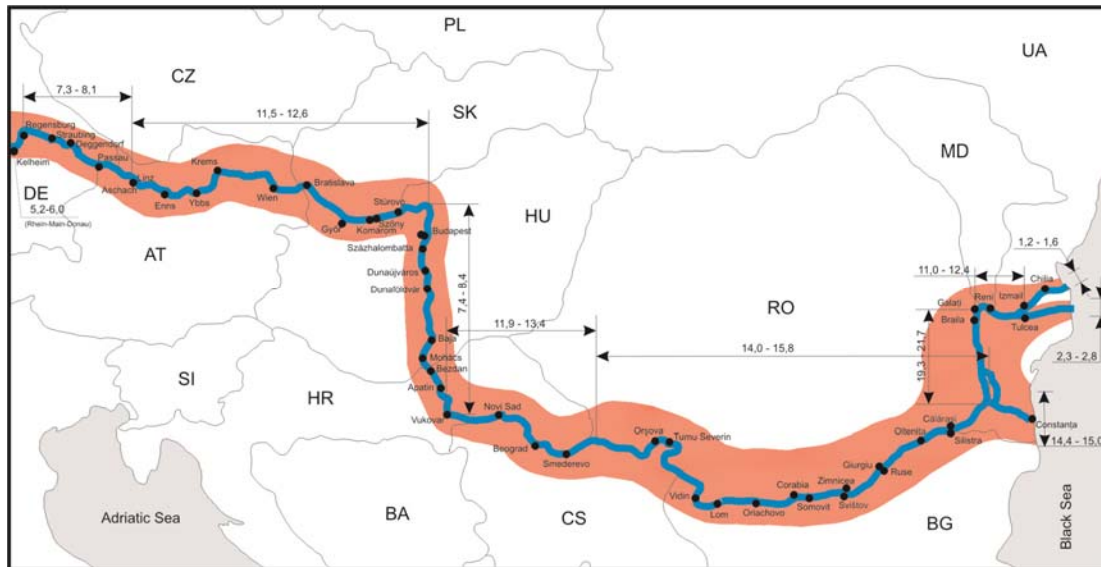 PL
UA
CZ
7,3 - 8,1
11,5 - 12,6
SK
Regensburg
Straubing
Deggendorf
Kelheim
Passau
Krems
MD
DE
Linz
Aschach
Bratislava
Enns
Ybbs
Wien
Stúrovo
5,2-6,0
(Rhein-Main-Donau)
Győr
Komárom
Szőny
HU
Budapest
AT
Százhalombatta
1,2 - 1,6
Dunaújváros
11,0 - 12,4
Dunaföldvár
7,4 - 8,4
Chilia
RO
Galati
Reni
Izmail
Braila
Tulcea
11,9 - 13,4
Baja
14,0 - 15,8
19,3 - 21,7
Mohács
2,3 - 2,8
SI
Bezdan
HR
Apatin
Vukovar
Novi Sad
Călăraşi
Constanţa
Orşova
Turnu Severin
Oltenita
Silistra
Beograd
14,4 - 15,0
Smederevo
Giurgiu
Ruse
Zimnicea
Corabia
Vidin
Lom
Oriachovo
Somovit
Svištov
Adriatic Sea
BA
CS
BG
Black Sea